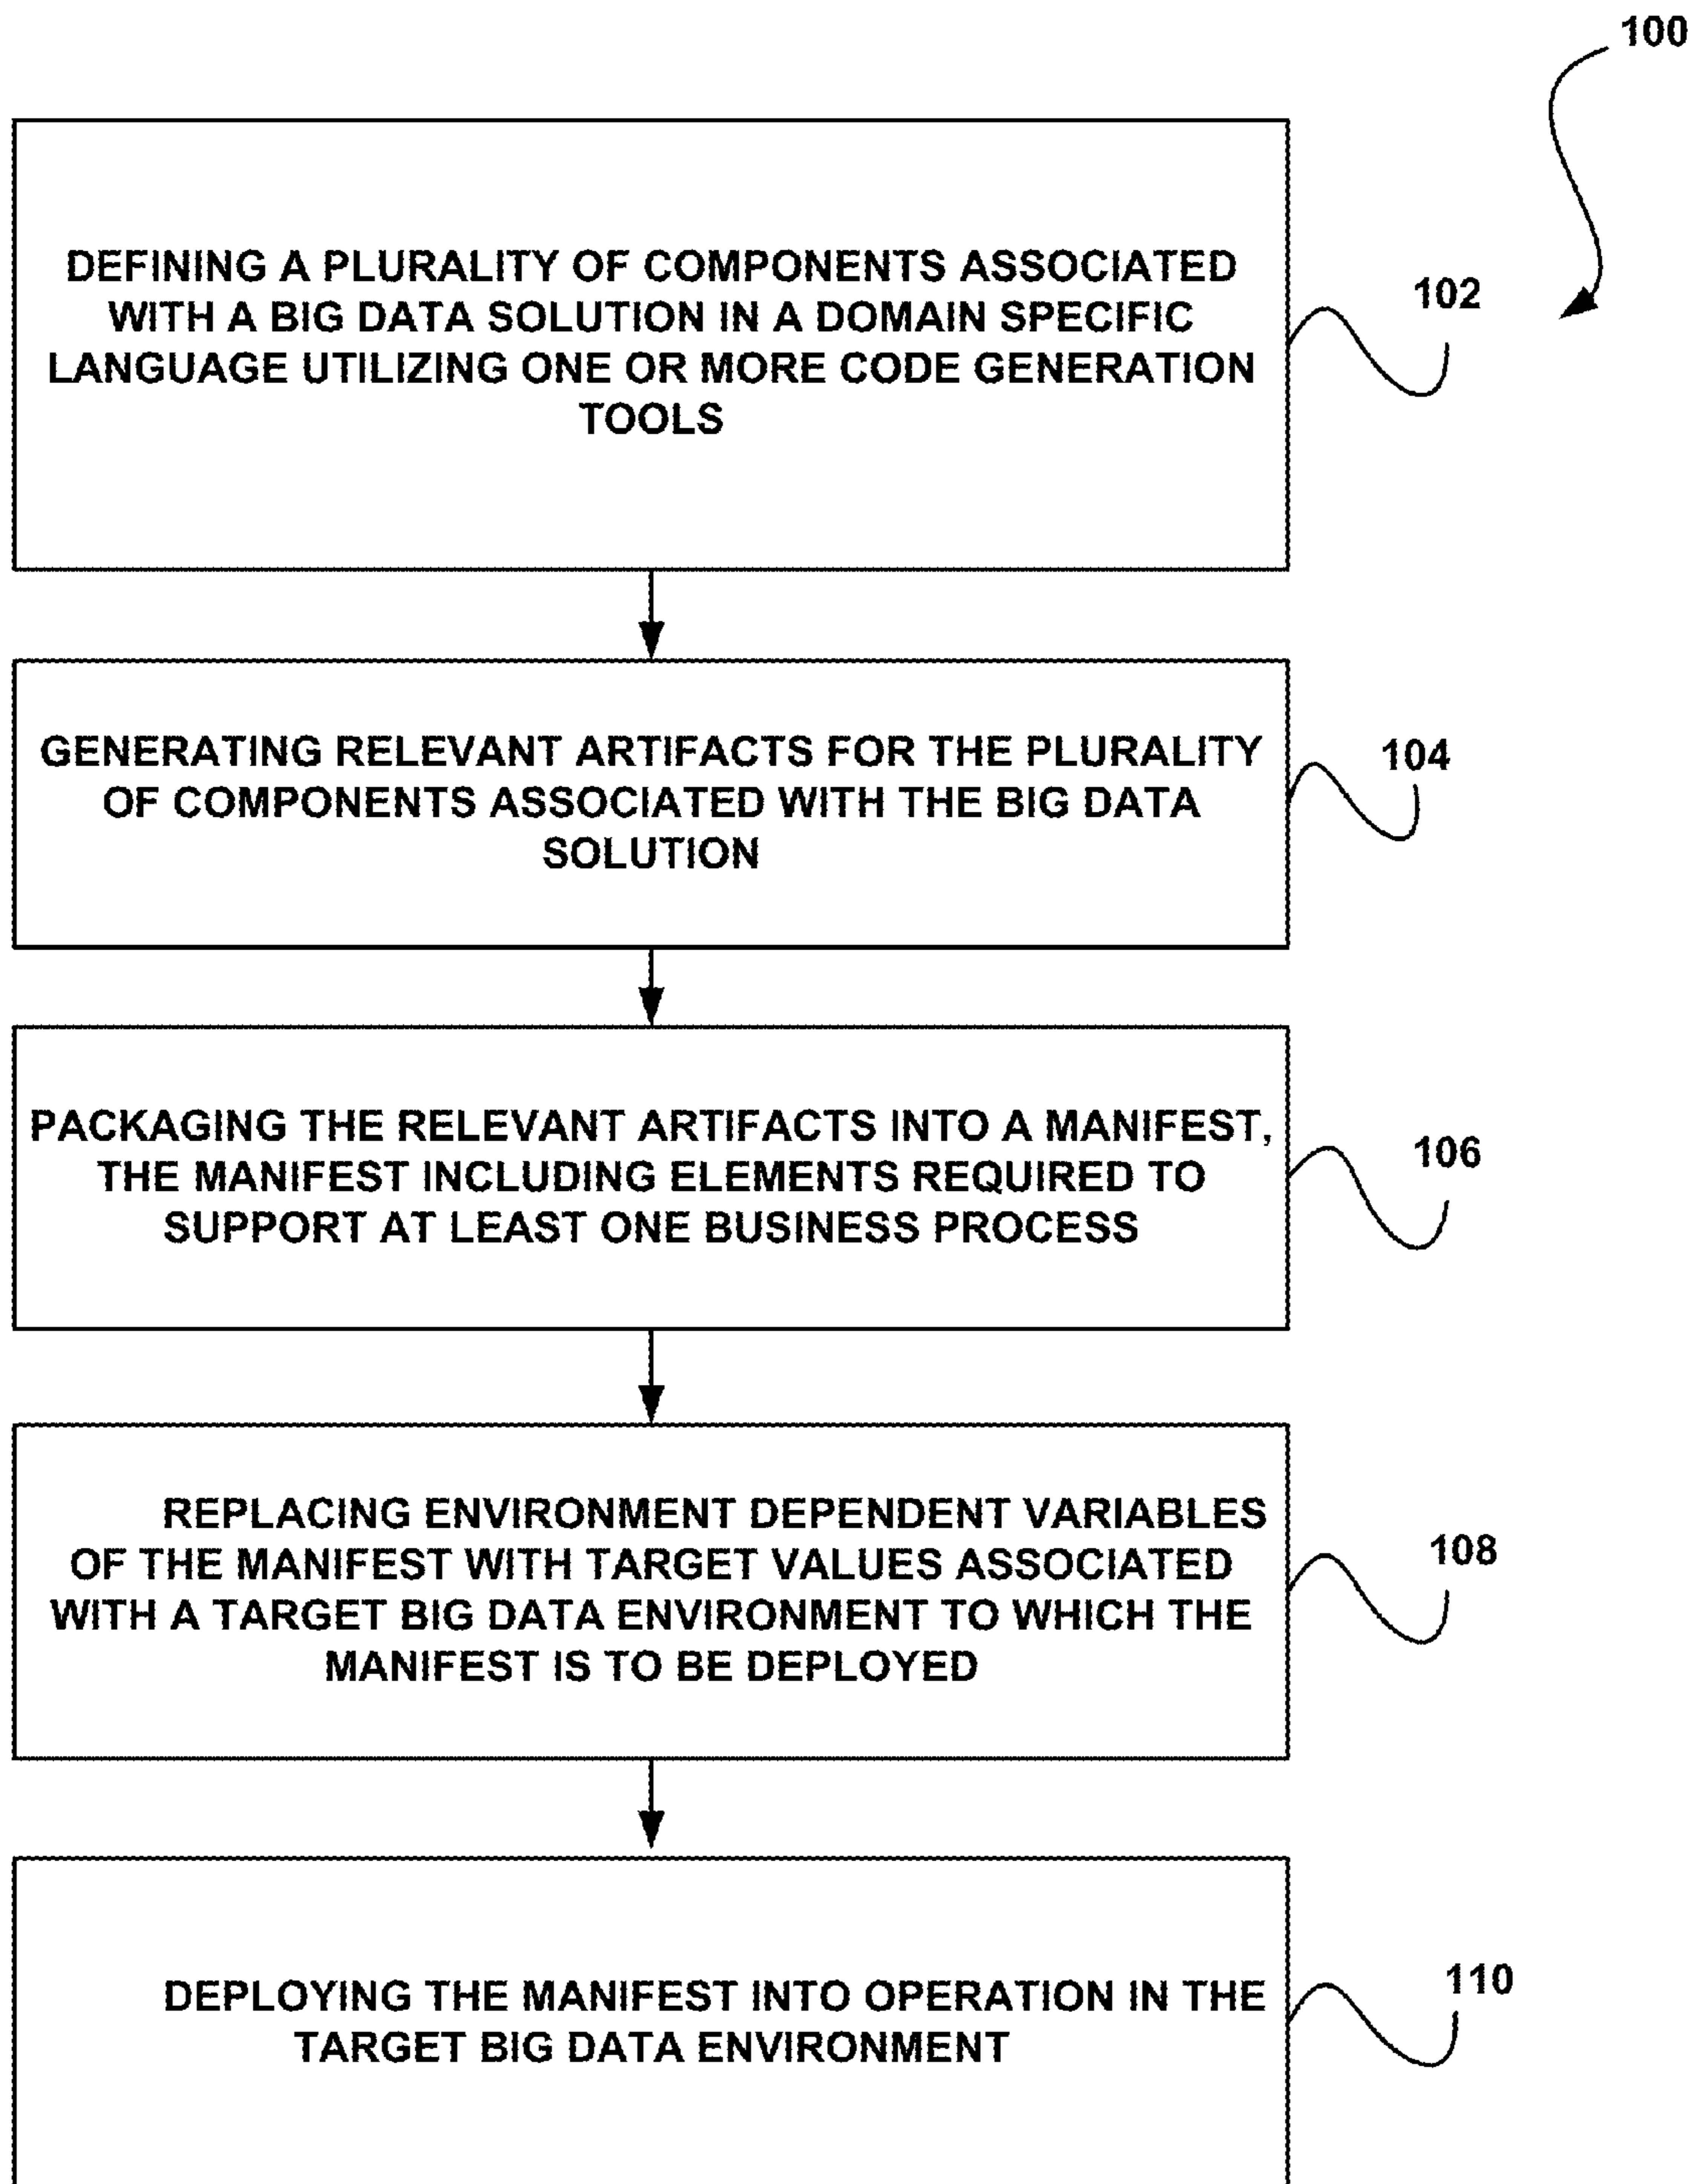 100
DEFINING A PLURALITY OF COMPONENTS ASSOCIATED
WITH A BIG DATA SOLUTION IN A DOMAIN SPECIFIC
LANGUAGE UTILIZING ONE OR MORE CODE GENERATION
TOOLS
102
GENERATING RELEVANT ARTIFACTS FOR THE PLURALITY
OF COMPONENTS ASSOCIATED WITH THE BIG DATA
SOLUTION
104
PACKAGING THE RELEVANT ARTIFACTS INTO A MANIFEST,
THE MANIFEST INCLUDING ELEMENTS REQUIRED TO
SUPPORT AT LEAST ONE BUSINESS PROCESS
106
REPLACING ENVIRONMENT DEPENDENT VARIABLES
OF THE MANIFEST WITH TARGET VALUES ASSOCIATED
WITH A TARGET BIG DATA ENVIRONMENT TO WHICH THE
MANIFEST IS TO BE DEPLOYED
108
DEPLOYING THE MANIFEST INTO OPERATION IN THE
TARGET BIG DATA ENVIRONMENT
110